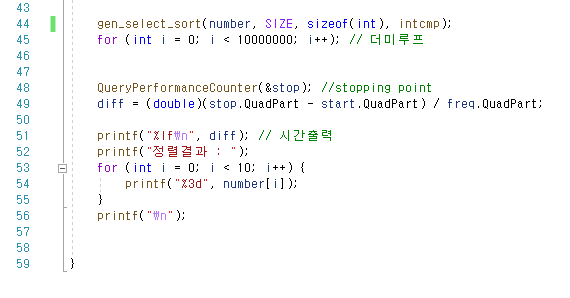 43
44 gen_select_sort(number, SIZE, sizeof(int), intcmp);
45 for (int i = 0; i < 10000000; i++); // 더미루프
46
47
48 QueryPerformanceCounter(&stop); //stopping point
49 diff = (double)(stop.QuadPart - start.QuadPart) / freq.QuadPart;
50
51 printf("%lf₩n", diff); // 시간출력
52 printf("정렬결과 : ");
53 for (int i = 0; i < 10; i++) {
54 printf("%3d", number[i]);
55 }
56 printf("₩n");
57
58
59 }